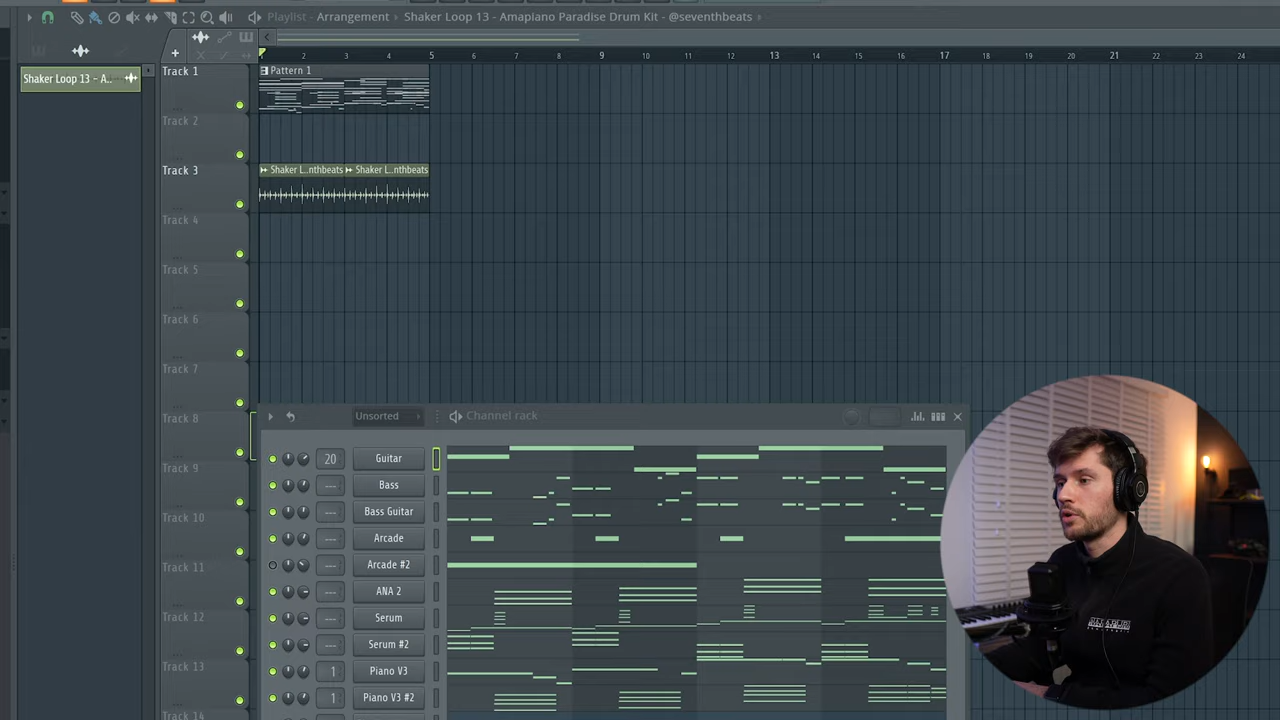 Playlist - Arrangement › Shaker Loop 13 - Amapiano Paradise Drum Kit - @seventhbeats
1 2 3 4 5 6 7 8 9 10 11 12 13 14 15 16 17 18 19 20 21 22 23 24
Shaker Loop 13 - A..
Track 1
Pattern 1
Track 2
Track 3
Shaker L..nthbeats
Shaker L..nthbeats
Track 4
Track 5
Track 6
Track 7
Track 8
Track 9
Track 10
Track 11
Track 12
Track 13
Track 14
Unsorted
Channel rack
20
Guitar
--- Bass
--- Bass Guitar
--- Arcade
--- Arcade #2
--- ANA 2
--- Serum
--- Serum #2
1 Piano V3
1 Piano V3 #2